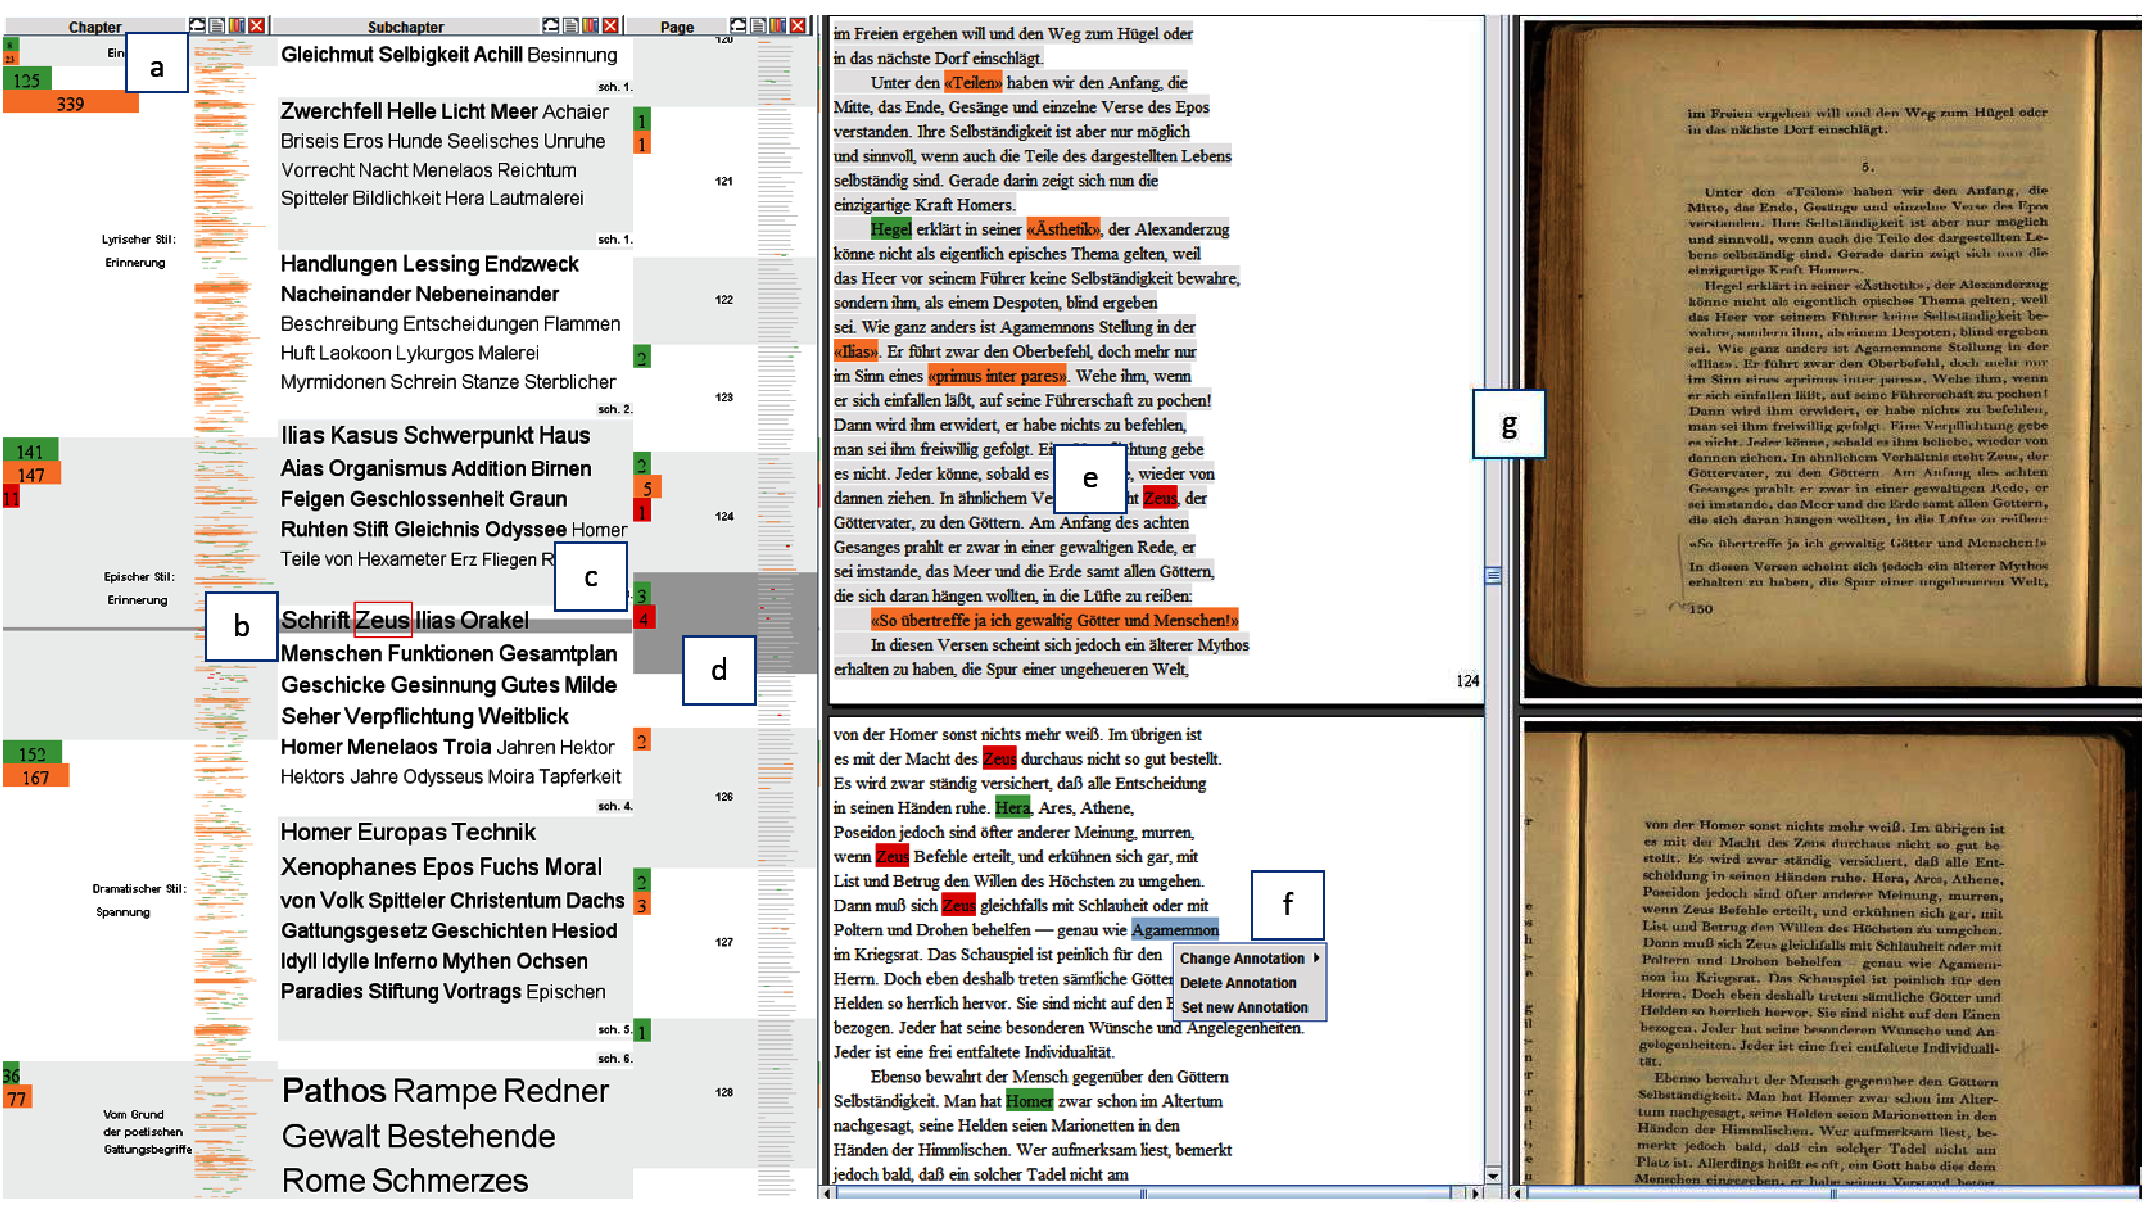 Chapter
Subchapter
Page
8
23
Ein
a
125
339
Lyrischer Stil:
Erinnerung
141
147
11
Epischer Stil:
Erinnerung
b
152
167
Dramatischer Stil:
Spannung
36
77
Vom Grund
der poetischen
Gattungsbegriffe
Gleichmut Selbigkeit Achill Besinnung
sch. 1.
Zwerchfell Helle Licht Meer Achaier
Briseis Eros Hunde Seelisches Unruhe
Vorrecht Nacht Menelaos Reichtum
Spitteler Bildlichkeit Hera Lautmalerei
sch. 1.
Handlungen Lessing Endzweck
Nacheinander Nebeneinander
Beschreibung Entscheidungen Flammen
Huft Laokoon Lykurgos Malerei
Myrmidonen Schrein Stanze Sterblicher
sch. 2.
Ilias Kasus Schwerpunkt Haus
Aias Organismus Addition Birnen
Feigen Geschlossenheit Graun
Ruhten Stift Gleichnis Odyssee Homer
Teile von Hexameter Erz Fliegen R
c
Schrift Zeus Ilias Orakel
Menschen Funktionen Gesamtplan
Geschicke Gesinnung Gutes Milde
Seher Verpflichtung Weitblick
Homer Menelaos Troia Jahren Hektor
Hektors Jahre Odysseus Moira Tapferkeit
sch. 4.
Homer Europas Technik
Xenophanes Epos Fuchs Moral
von Volk Spitteler Christentum Dachs
Gattungsgesetz Geschichten Hesiod
Idyll Idylle Inferno Mythen Ochsen
Paradies Stiftung Vortrags Epischen
sch. 5.
sch. 6.
Pathos Rampe Redner
Gewalt Bestehende
Rome Schmerzes
120
1
1
121
122
2
123
2
5
1
124
3
4
d
2
126
2
3
127
1
128
im Freien ergehen will und den Weg zum Hügel oder
in das nächste Dorf einschlägt.
Unter den «Teilen» haben wir den Anfang, die
Mitte, das Ende, Gesänge und einzelne Verse des Epos
verstanden. Ihre Selbständigkeit ist aber nur möglich
und sinnvoll, wenn auch die Teile des dargestellten Lebens
selbständig sind. Gerade darin zeigt sich nun die
einzigartige Kraft Homers.
Hegel erklärt in seiner «Ästhetik», der Alexanderzug
könne nicht als eigentlich episches Thema gelten, weil
das Heer vor seinem Führer keine Selbständigkeit bewahre,
sondern ihm, als einem Despoten, blind ergeben
sei. Wie ganz anders ist Agamemnons Stellung in der
«Ilias». Er führt zwar den Oberbefehl, doch mehr nur
im Sinn eines «primus inter pares». Wehe ihm, wenn
er sich einfallen läßt, auf seine Führerschaft zu pochen!
Dann wird ihm erwidert, er habe nichts zu befehlen,
man sei ihm freiwillig gefolgt. Ei htung gebe
es nicht. Jeder könne, sobald es e, wieder von
dannen ziehen. In ähnlichem Ve ht Zeus, der
e
Göttervater, zu den Göttern. Am Anfang des achten
Gesanges prahlt er zwar in einer gewaltigen Rede, er
sei imstande, das Meer und die Erde samt allen Göttern,
die sich daran hängen wollten, in die Lüfte zu reißen:
«So übertreffe ja ich gewaltig Götter und Menschen!»
In diesen Versen scheint sich jedoch ein älterer Mythos
erhalten zu haben, die Spur einer ungeheueren Welt,
124
von der Homer sonst nichts mehr weiß. Im übrigen ist
es mit der Macht des Zeus durchaus nicht so gut bestellt.
Es wird zwar ständig versichert, daß alle Entscheidung
in seinen Händen ruhe. Hera, Ares, Athene,
Poseidon jedoch sind öfter anderer Meinung, murren,
wenn Zeus Befehle erteilt, und erkühnen sich gar, mit
List und Betrug den Willen des Höchsten zu umgehen.
Dann muß sich Zeus gleichfalls mit Schlauheit oder mit
Poltern und Drohen behelfen — genau wie Agamemnon
im Kriegsrat. Das Schauspiel ist peinlich für den
Herrn. Doch eben deshalb treten sämtliche Götter
Helden so herrlich hervor. Sie sind nicht auf den E
bezogen. Jeder hat seine besonderen Wünsche und Angelegenheiten.
Jeder ist eine frei entfaltete Individualität.
Ebenso bewahrt der Mensch gegenüber den Göttern
Selbständigkeit. Man hat Homer zwar schon im Altertum
nachgesagt, seine Helden seien Marionetten in den
Händen der Himmlischen. Wer aufmerksam liest, bemerkt
jedoch bald, daß ein solcher Tadel nicht am
f
Change Annotation
Delete Annotation
Set new Annotation
g
im Freien ergehen will und den Weg zum Hügel oder
in das nächste Dorf einschlägt.
5.
Unter den «Teilen» haben wir den Anfang, die
Mitte, das Ende, Gesänge und einzelne Verse des Epos
verstanden. Ihre Selbständigkeit ist aber nur möglich
und sinnvoll, wenn auch die Teile des dargestellten Le-
bens selbständig sind. Gerade darin zeigt sich nun die
einzigartige Kraft Homers.
Hegel erklärt in seiner «Ästhetik», der Alexanderzug
könne nicht als eigentlich episches Thema gelten, weil
das Heer vor seinem Führer keine Selbständigkeit be-
wahre, sondern ihm, als einem Despoten, blind ergeben
sei. Wie ganz anders ist Agamemnons Stellung in der
«Ilias». Er führt zwar den Oberbefehl, doch mehr nur
im Sinn eines «primus inter pares». Wehe ihm, wenn
er sich einfallen läßt, auf seine Führerschaft zu pochen!
Dann wird ihm erwidert, er habe nichts zu befehlen,
man sei ihm freiwillig gefolgt. Eine Verpflichtung gebe
es nicht. Jeder könne, sobald es ihm beliebe, wieder von
dannen ziehen. In ähnlichem Verhältnis steht Zeus, der
Göttervater, zu den Göttern. Am Anfang des achten
Gesanges prahlt er zwar in einer gewaltigen Rede, er
sei imstande, das Meer und die Erde samt allen Göttern,
die sich daran hängen wollten, in die Lüfte zu reißen:
«So übertreffe ja ich gewaltig Götter und Menschen!»
In diesen Versen scheint sich jedoch ein älterer Mythos
erhalten zu haben, die Spur einer ungeheueren Welt,
150
von der Homer sonst nichts mehr weiß. Im übrigen ist
es mit der Macht des Zeus durchaus nicht so gut be-
stellt. Es wird zwar ständig versichert, daß alle Ent-
scheidung in seinen Händen ruhe. Hera, Ares, Athene,
Poseidon jedoch sind öfter anderer Meinung, murren,
wenn Zeus Befehle erteilt, und erkühnen sich gar, mit
List und Betrug den Willen des Höchsten zu umgehen.
Dann muß sich Zeus gleichfalls mit Schlauheit oder mit
Poltern und Drohen behelfen — genau wie Agamem-
non im Kriegsrat. Das Schauspiel ist peinlich für den
Herrn. Doch eben deshalb treten sämtliche Götter und
Helden so herrlich hervor. Sie sind nicht auf den Einen
bezogen. Jeder hat seine besonderen Wünsche und An-
gelegenheiten. Jeder ist eine frei entfaltete Individuali-
tät.
Ebenso bewahrt der Mensch gegenüber den Göttern
Selbständigkeit. Man hat Homer zwar schon im Alter-
tum nachgesagt, seine Helden seien Marionetten in den
Händen der Himmlischen. Wer aufmerksam liest, be-
merkt jedoch bald, daß ein solcher Tadel nicht am
Platz ist. Allerdings heißt es oft, ein Gott habe dies dem
Menschen eingegeben, er habe seinen Verstand